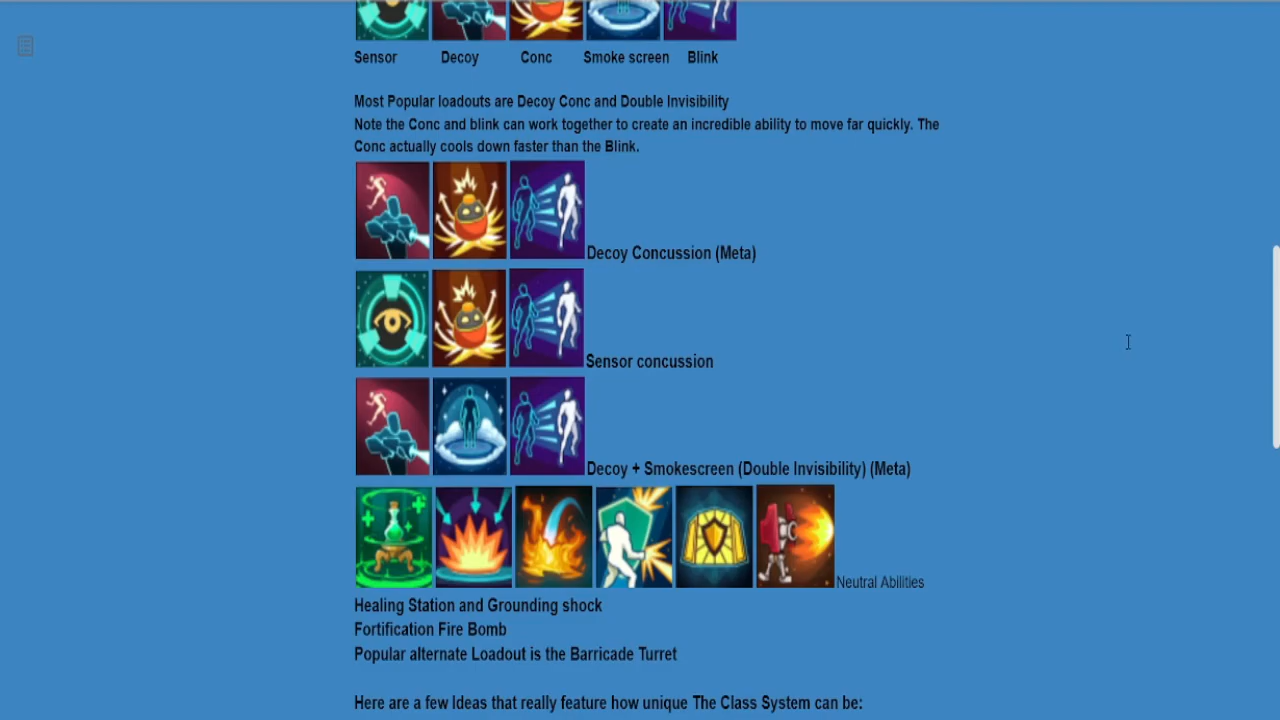 Sensor Decoy Conc Smoke screen Blink
Most Popular loadouts are Decoy Conc and Double Invisibility
Note the Conc and blink can work together to create an incredible ability to move far quickly. The
Conc actually cools down faster than the Blink.
Decoy Concussion (Meta)
Sensor concussion
Decoy + Smokescreen (Double Invisibility) (Meta)
Neutral Abilities
Healing Station and Grounding shock
Fortification Fire Bomb
Popular alternate Loadout is the Barricade Turret
Here are a few Ideas that really feature how unique The Class System can be: